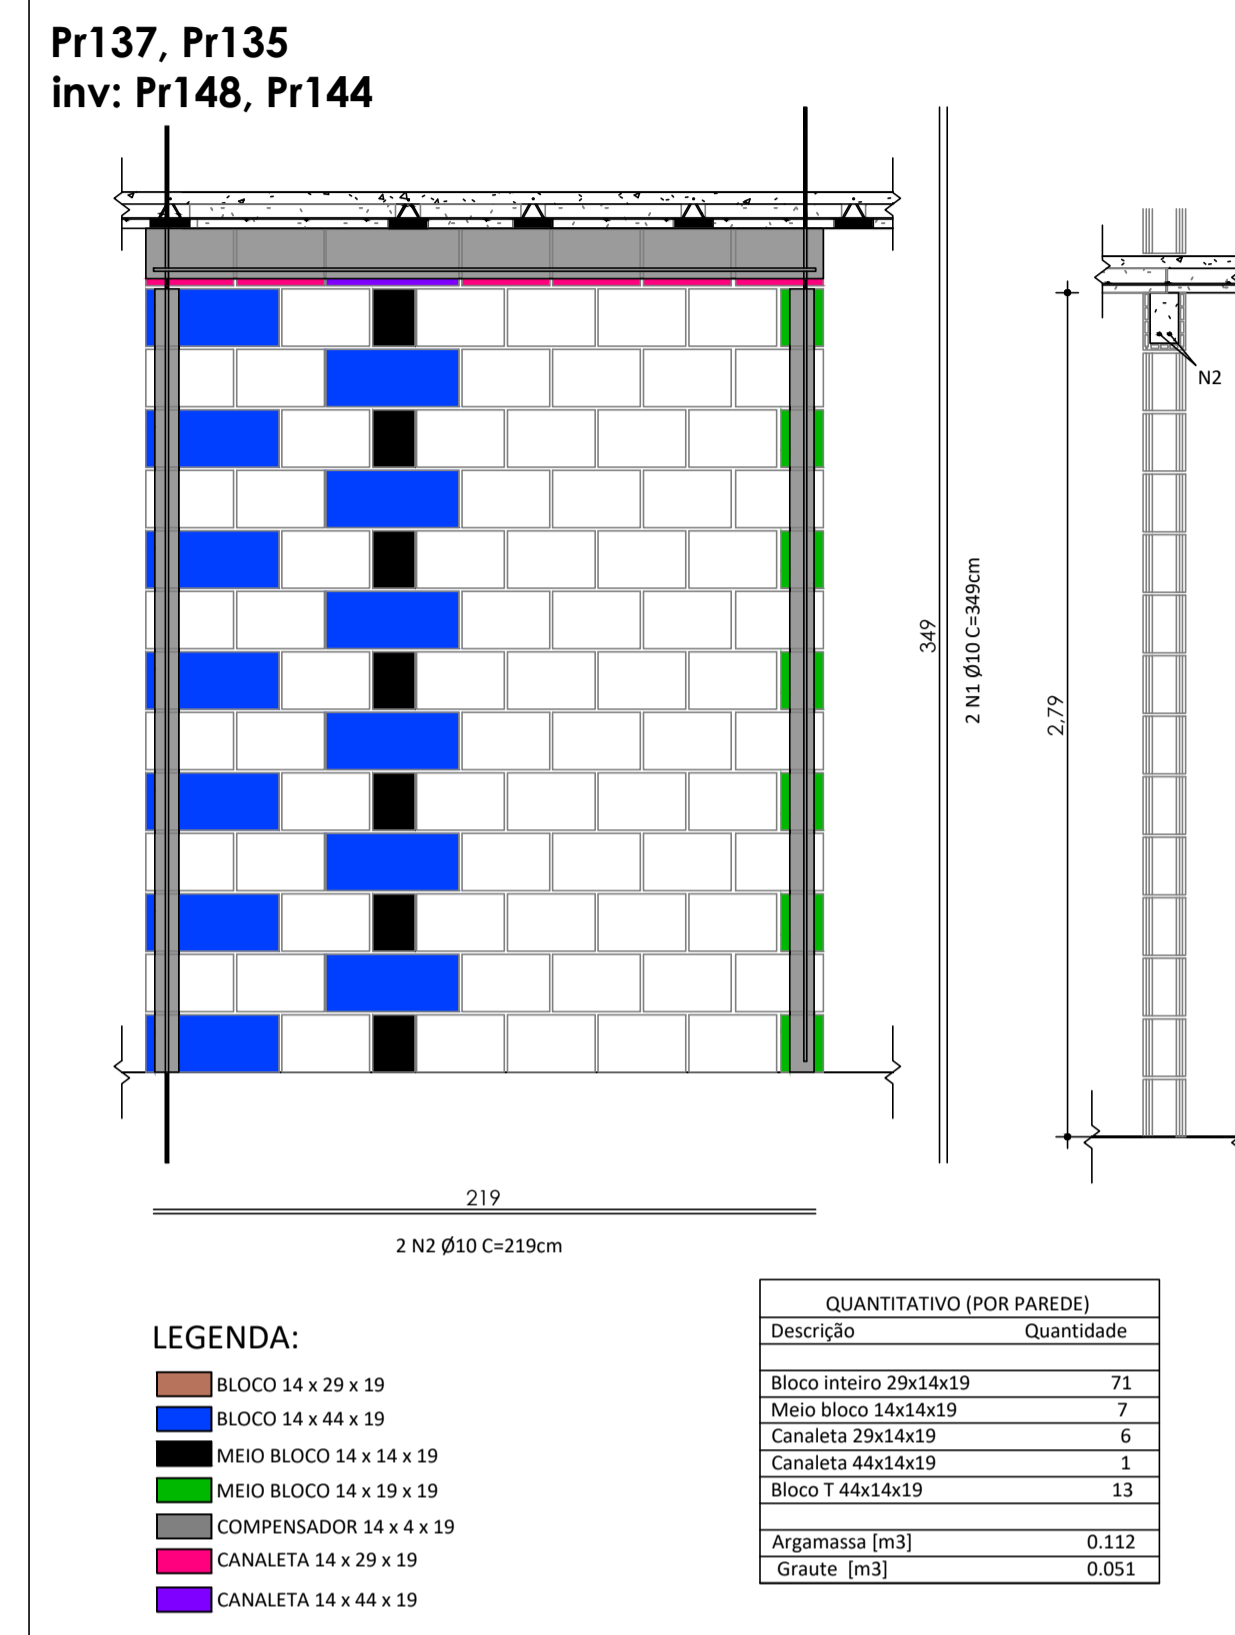 Pr137, Pr135
inv: Pr148, Pr144
N2
349
2 N1 Ø10 C=349cm
2,79
219
2 N2 Ø10 C=219cm
LEGENDA:
BLOCO 14 x 29 x 19
BLOCO 14 x 44 x 19
MEIO BLOCO 14 x 14 x 19
MEIO BLOCO 14 x 19 x 19
COMPENSADOR 14 x 4 x 19
CANALETA 14 x 29 x 19
CANALETA 14 x 44 x 19
QUANTITATIVO (POR PAREDE)
Descrição Quantidade
Bloco inteiro 29x14x19 71
Meio bloco 14x14x19 7
Canaleta 29x14x19 6
Canaleta 44x14x19 1
Bloco T 44x14x19 13
Argamassa [m3] 0.112
Graute [m3] 0.051